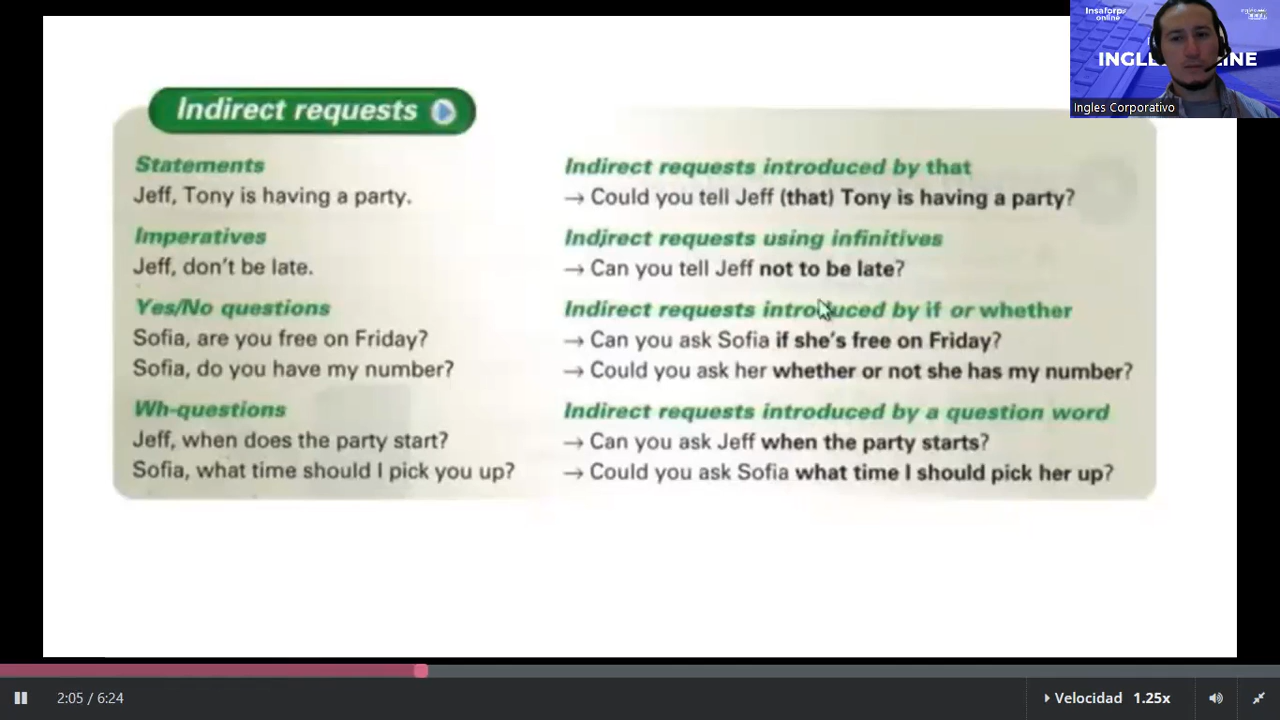 Insaforp
online
INGLE
LINE
Ingles Corporativo
Indirect requests
Statements
Jeff, Tony is having a party.
Indirect requests introduced by that
→ Could you tell Jeff (that) Tony is having a party?
Imperatives
Jeff, don't be late.
Indirect requests using infinitives
→ Can you tell Jeff not to be late?
Yes/No questions
Sofia, are you free on Friday?
Sofia, do you have my number?
Indirect requests introduced by if or whether
→ Can you ask Sofia if she's free on Friday?
→ Could you ask her whether or not she has my number?
Wh-questions
Jeff, when does the party start?
Sofia, what time should I pick you up?
Indirect requests introduced by a question word
→ Can you ask Jeff when the party starts?
→ Could you ask Sofia what time I should pick her up?
2:05 / 6:24
Velocidad 1.25x